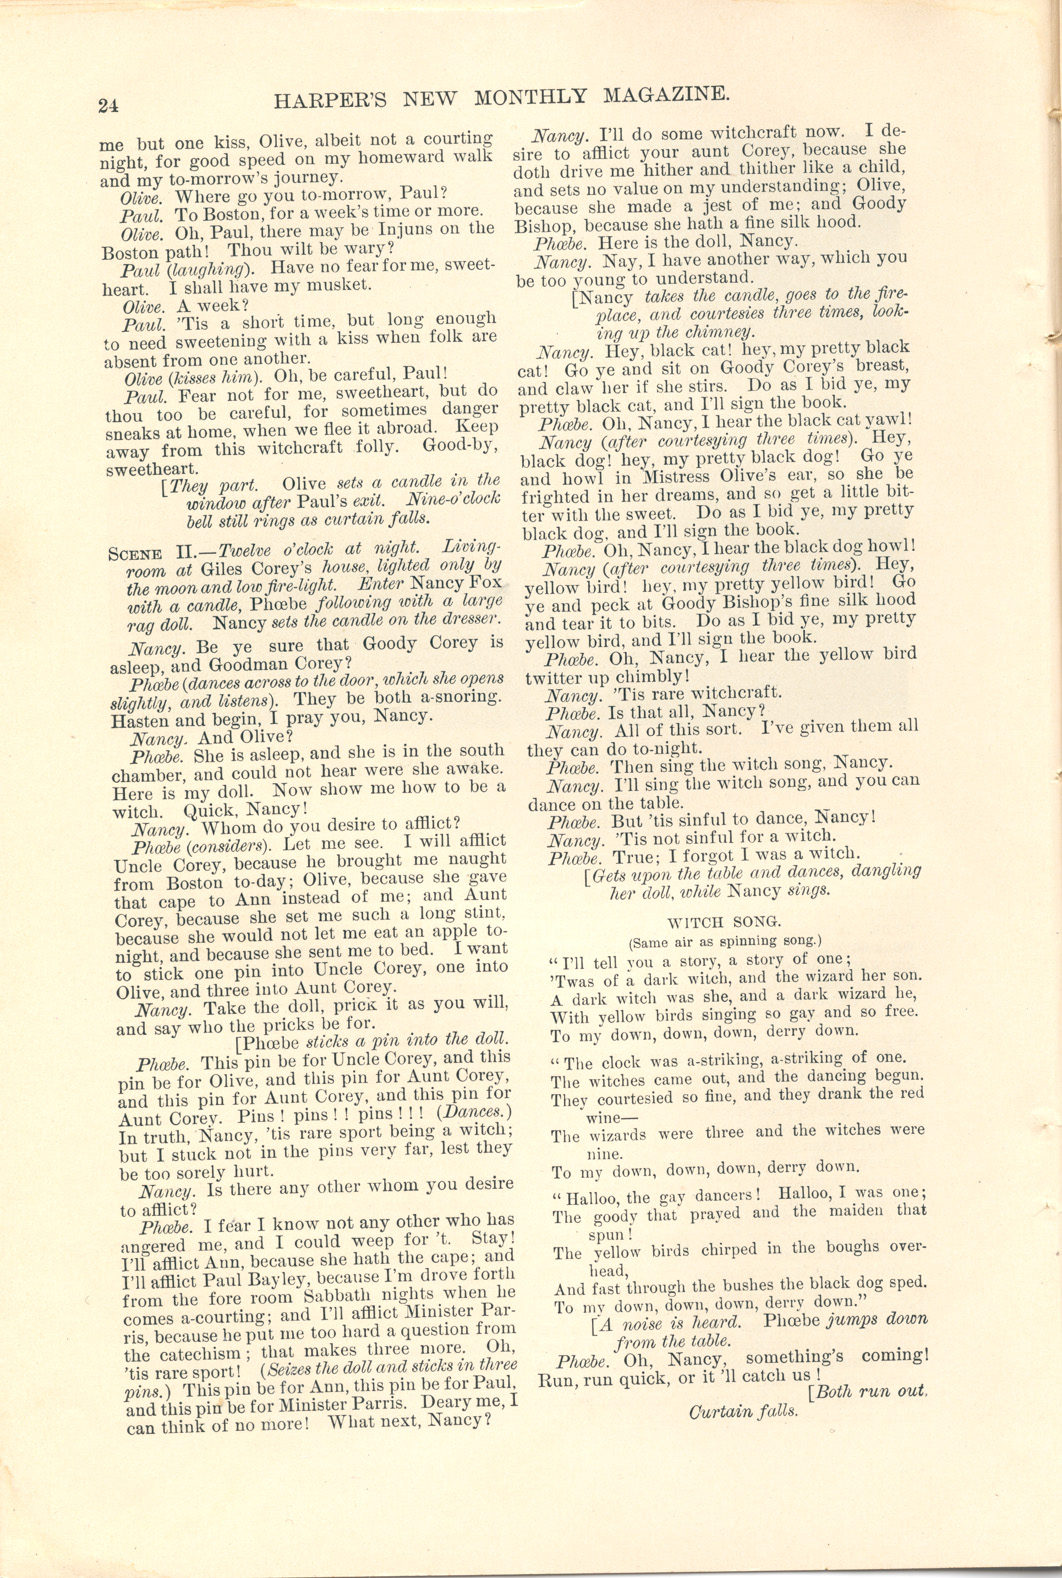 24
HARPER'S NEW MONTHLY MAGAZINE.
me but one kiss, Olive, albeit not a courting
night, for good speed on my homeward walk
and my to-morrow's journey.
Olive. Where go you to-morrow, Paul?
Paul. To Boston, for a week's time or more.
Olive. Oh, Paul, there may be Injuns on the
Boston path! Thou wilt be wary?
Paul (laughing). Have no fear for me, sweet-
heart. I shall have my musket.
Olive. A week?
Paul. 'Tis a short time, but long enough
to need sweetening with a kiss when folk are
absent from one another.
Olive (kisses him). Oh, be careful, Paul!
Paul. Fear not for me, sweetheart, but do
thou too be careful, for sometimes danger
sneaks at home, when we flee it abroad. Keep
away from this witchcraft folly. Good-by,
sweetheart.
[They part. Olive sets a candle in the
window after Paul's exit. Nine-o'clock
bell still rings as curtain falls.
SCENE II.—Twelve o'clock at night. Living-
room at Giles Corey's house, lighted only by
the moon and low fire-light. Enter Nancy Fox
with a candle, Phœbe following with a large
rag doll. Nancy sets the candle on the dresser.
Nancy. Be ye sure that Goody Corey is
asleep, and Goodman Corey?
Phœbe (dances across to the door, which she opens
slightly, and listens). They be both a-snoring.
Hasten and begin, I pray you, Nancy.
Nancy. And Olive?
Phœbe. She is asleep, and she is in the south
chamber, and could not hear were she awake.
Here is my doll. Now show me how to be a
witch. Quick, Nancy!
Nancy. Whom do you desire to afflict?
Phœbe (considers). Let me see. I will afflict
Uncle Corey, because he brought me naught
from Boston to-day; Olive, because she gave
that cape to Ann instead of me; and Aunt
Corey, because she set me such a long stint,
because she would not let me eat an apple to-
night, and because she sent me to bed. I want
to stick one pin into Uncle Corey, one into
Olive, and three into Aunt Corey.
Nancy. Take the doll, prick it as you will,
and say who the pricks be for.
[Phœbe sticks a pin into the doll.
Phœbe. This pin be for Uncle Corey, and this
pin be for Olive, and this pin for Aunt Corey,
and this pin for Aunt Corey, and this pin for
Aunt Corey. Pins! pins!! pins!!! (Dances.)
In truth, Nancy, 'tis rare sport being a witch;
but I stuck not in the pins very far, lest they
be too sorely hurt.
Nancy. Is there any other whom you desire
to afflict?
Phœbe. I fear I know not any other who has
angered me, and I could weep for 't. Stay!
I'll afflict Ann, because she hath the cape; and
I'll afflict Paul Bayley, because I'm drove forth
from the fore room Sabbath nights when he
comes a-courting; and I'll afflict Minister Par-
ris, because he put me too hard a question from
the catechism; that makes three more. Oh,
'tis rare sport! (Seizes the doll and sticks in three
pins.) This pin be for Ann, this pin be for Paul,
and this pin be for Minister Parris. Deary me, I
can think of no more! What next, Nancy?
Nancy. I'll do some witchcraft now. I de-
sire to afflict your aunt Corey, because she
doth drive me hither and thither like a child,
and sets no value on my understanding; Olive,
because she made a jest of me; and Goody
Bishop, because she hath a fine silk hood.
Phœbe. Here is the doll, Nancy.
Nancy. Nay, I have another way, which you
be too young to understand.
[Nancy takes the candle, goes to the fire-
place, and courtesies three times, look-
ing up the chimney.
Nancy. Hey, black cat! hey, my pretty black
cat! Go ye and sit on Goody Corey's breast,
and claw her if she stirs. Do as I bid ye, my
pretty black cat, and I'll sign the book.
Phœbe. Oh, Nancy, I hear the black cat yawl!
Nancy (after courtesying three times). Hey,
black dog! hey, my pretty black dog! Go ye
and howl in Mistress Olive's ear, so she be
frighted in her dreams, and so get a little bit-
ter with the sweet. Do as I bid ye, my pretty
black dog, and I'll sign the book.
Phœbe. Oh, Nancy, I hear the black dog howl!
Nancy (after courtesying three times). Hey,
yellow bird! hey, my pretty yellow bird! Go
ye and peck at Goody Bishop's fine silk hood
and tear it to bits. Do as I bid ye, my pretty
yellow bird, and I'll sign the book.
Phœbe. Oh, Nancy, I hear the yellow bird
twitter up chimbly!
Nancy. 'Tis rare witchcraft.
Phœbe. Is that all, Nancy?
Nancy. All of this sort. I've given them all
they can do to-night.
Phœbe. Then sing the witch song, Nancy.
Nancy. I'll sing the witch song, and you can
dance on the table.
Phœbe. But 'tis sinful to dance, Nancy!
Nancy. 'Tis not sinful for a witch.
Phœbe. True; I forgot I was a witch.
[Gets upon the table and dances, dangling
her doll, while Nancy sings.
WITCH SONG.
(Same air as spinning song.)
"I'll tell you a story, a story of one;
'Twas of a dark witch, and the wizard her son.
A dark witch was she, and a dark wizard he,
With yellow birds singing so gay and so free.
To my down, down, down, derry down.
"The clock was a-striking, a-striking of one.
The witches came out, and the dancing begun.
They courtesied so fine, and they drank the red
wine—
The wizards were three and the witches were
nine.
To my down, down, down, derry down.
"Halloo, the gay dancers! Halloo, I was one;
The goody that prayed and the maiden that
spun!
The yellow birds chirped in the boughs over-
head,
And fast through the bushes the black dog sped.
To my down, down, down, derry down."
[A noise is heard. Phœbe jumps down
from the table.
Phœbe. Oh, Nancy, something's coming!
Run, run quick, or it 'll catch us!
[Both run out.
Curtain falls.